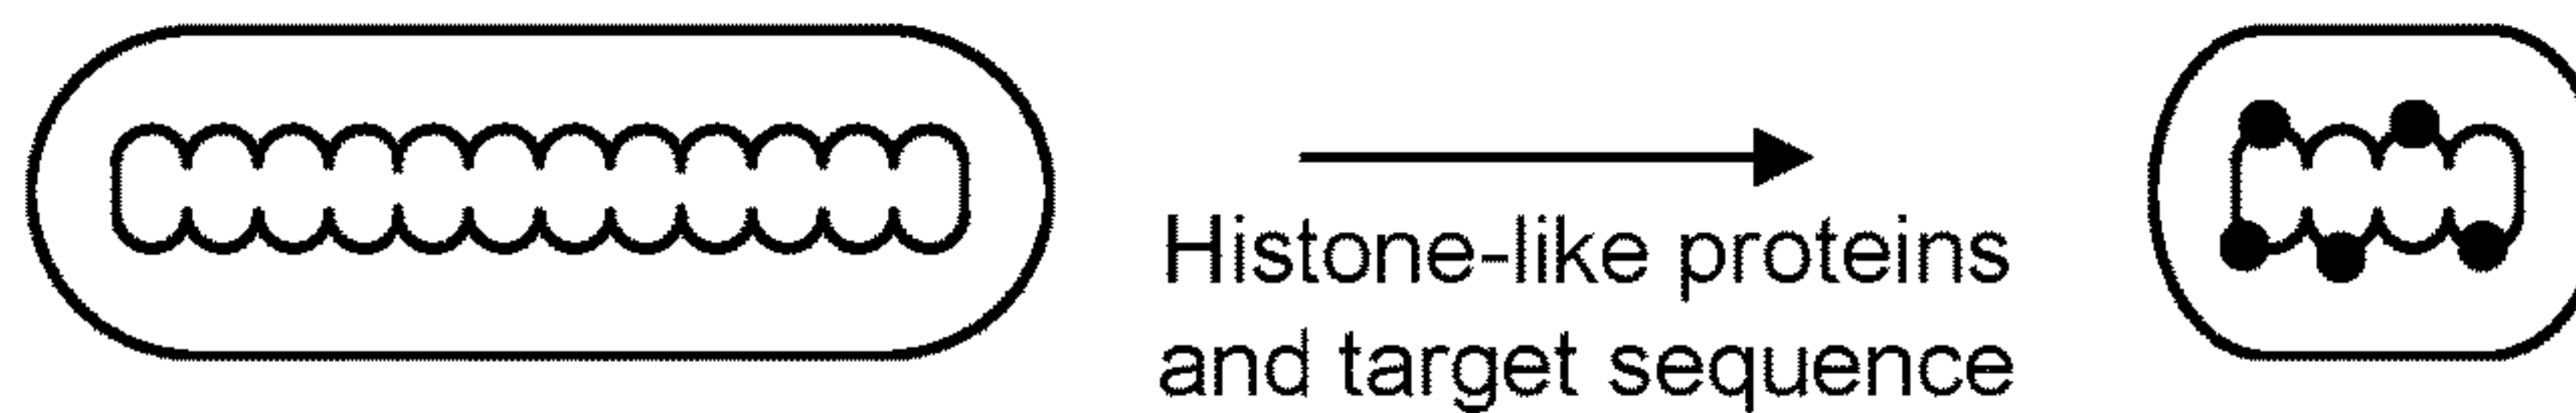 Histone-like proteins
and target sequence